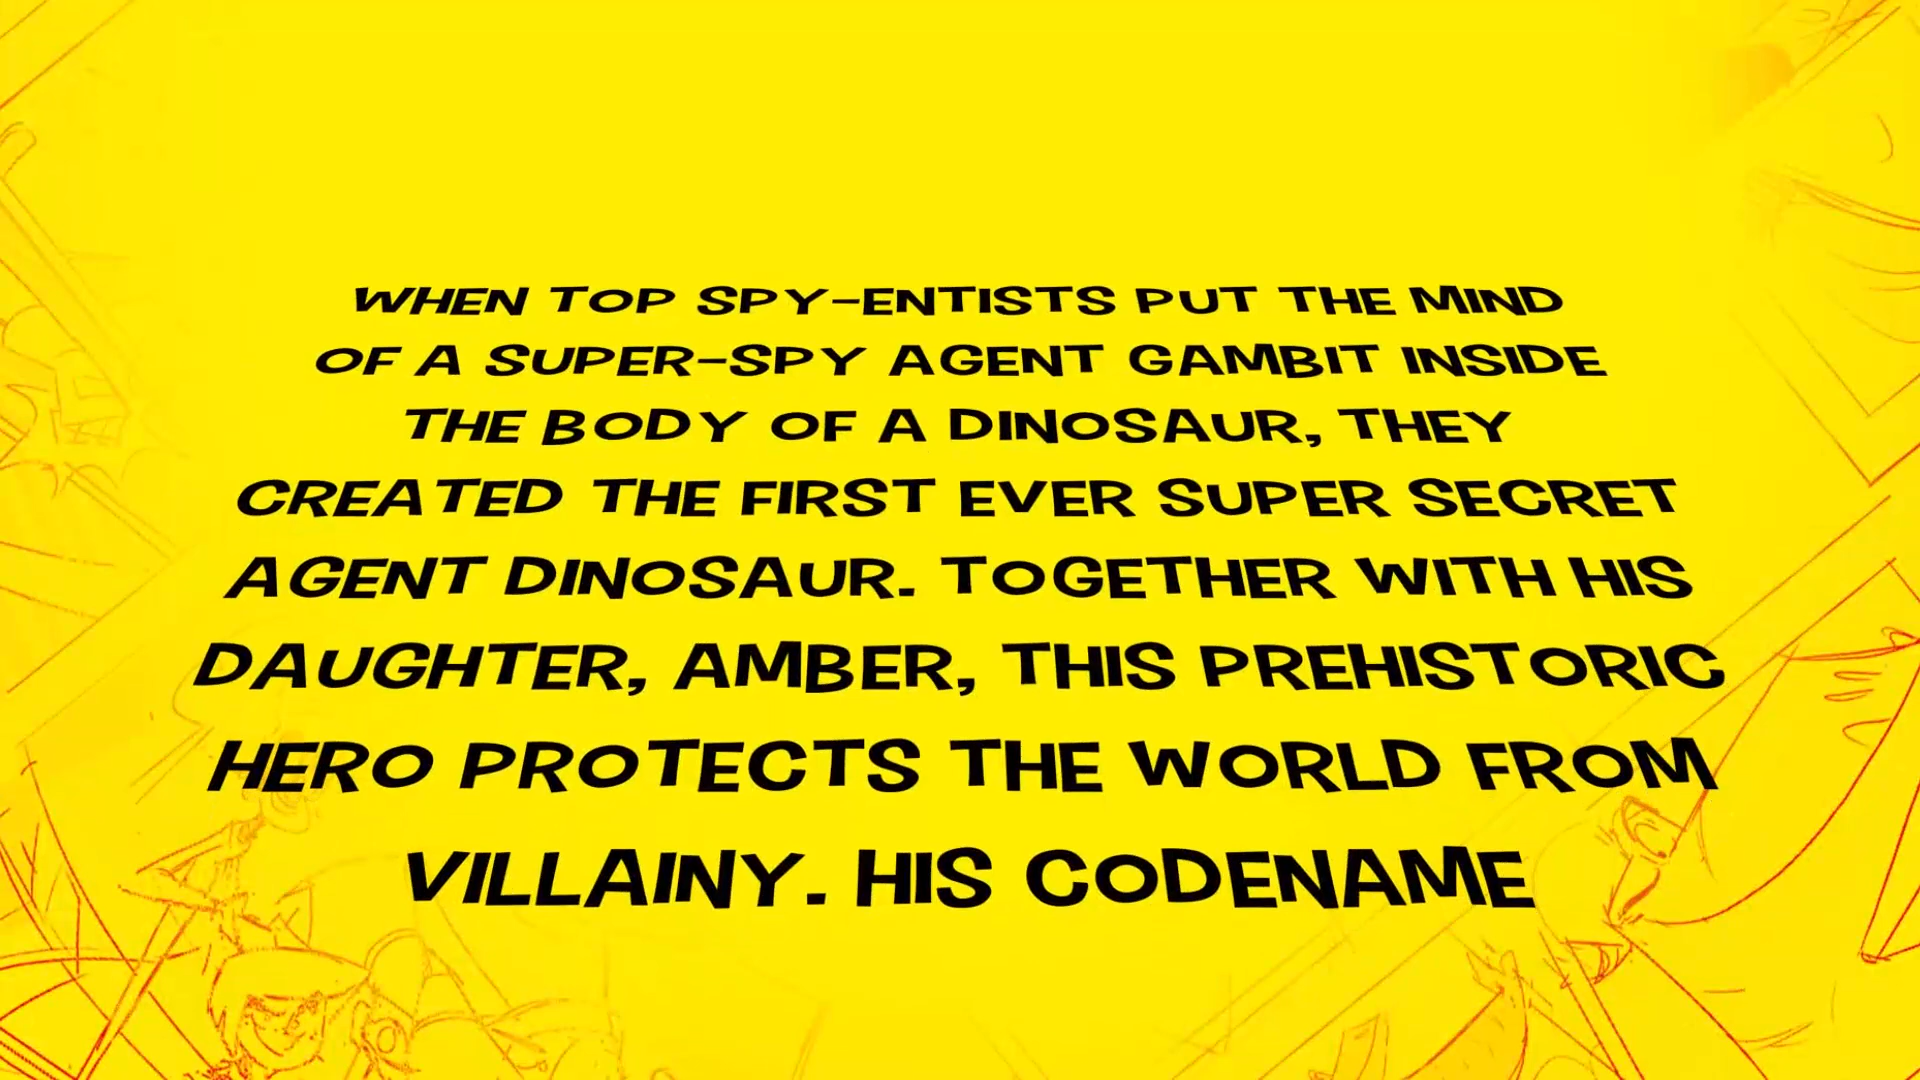 WHEN TOP SPY-ENTISTS PUT THE MIND
OF A SUPER-SPY AGENT GAMBIT INSIDE
THE BODY OF A DINOSAUR, THEY
CREATED THE FIRST EVER SUPER SECRET
AGENT DINOSAUR. TOGETHER WITH HIS
DAUGHTER, AMBER, THIS PREHISTORIC
HERO PROTECTS THE WORLD FROM
VILLAINY. HIS CODENAME